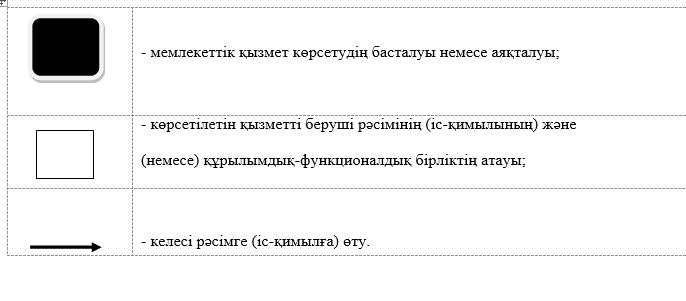 - мемлекеттік қызмет көрсетудің басталуы немесе аяқталуы;
- көрсетілетін қызметті беруші рәсімінің (іс-қимылының) және
(немесе) құрылымдық-функционалдық бірліктің атауы;
- келесі рәсімге (іс-қимылға) өту.